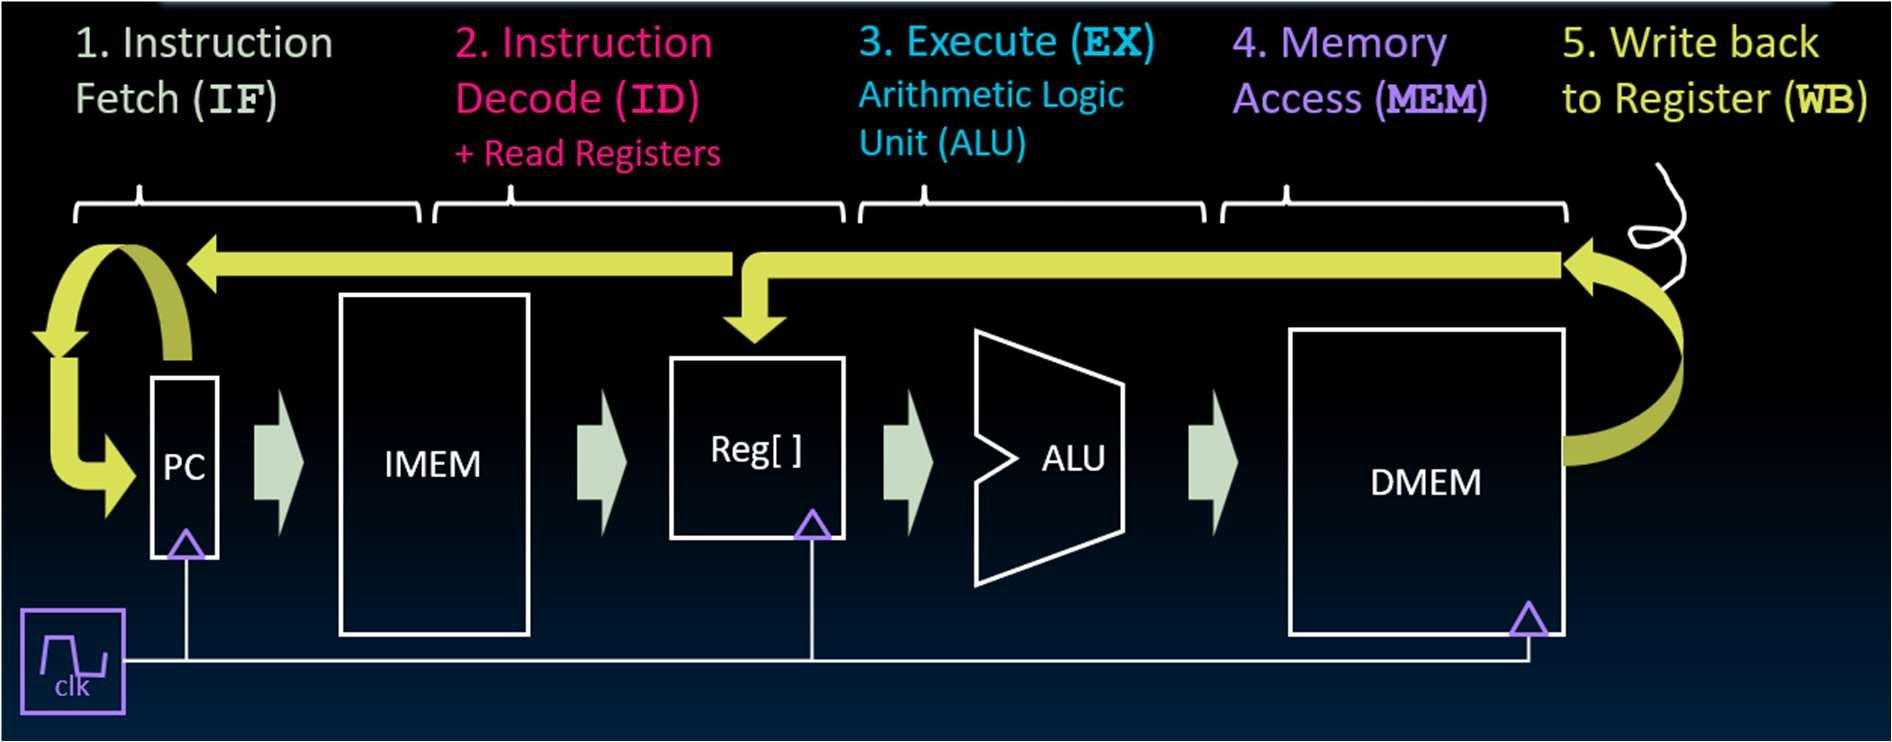 1. Instruction
Fetch (IF)
2. Instruction
Decode (ID)
+ Read Registers
3. Execute (EX)
Arithmetic Logic
Unit (ALU)
4. Memory
Access (MEM)
5. Write back
to Register (WB)
PC
IMEM
Reg[ ]
ALU
DMEM
clk